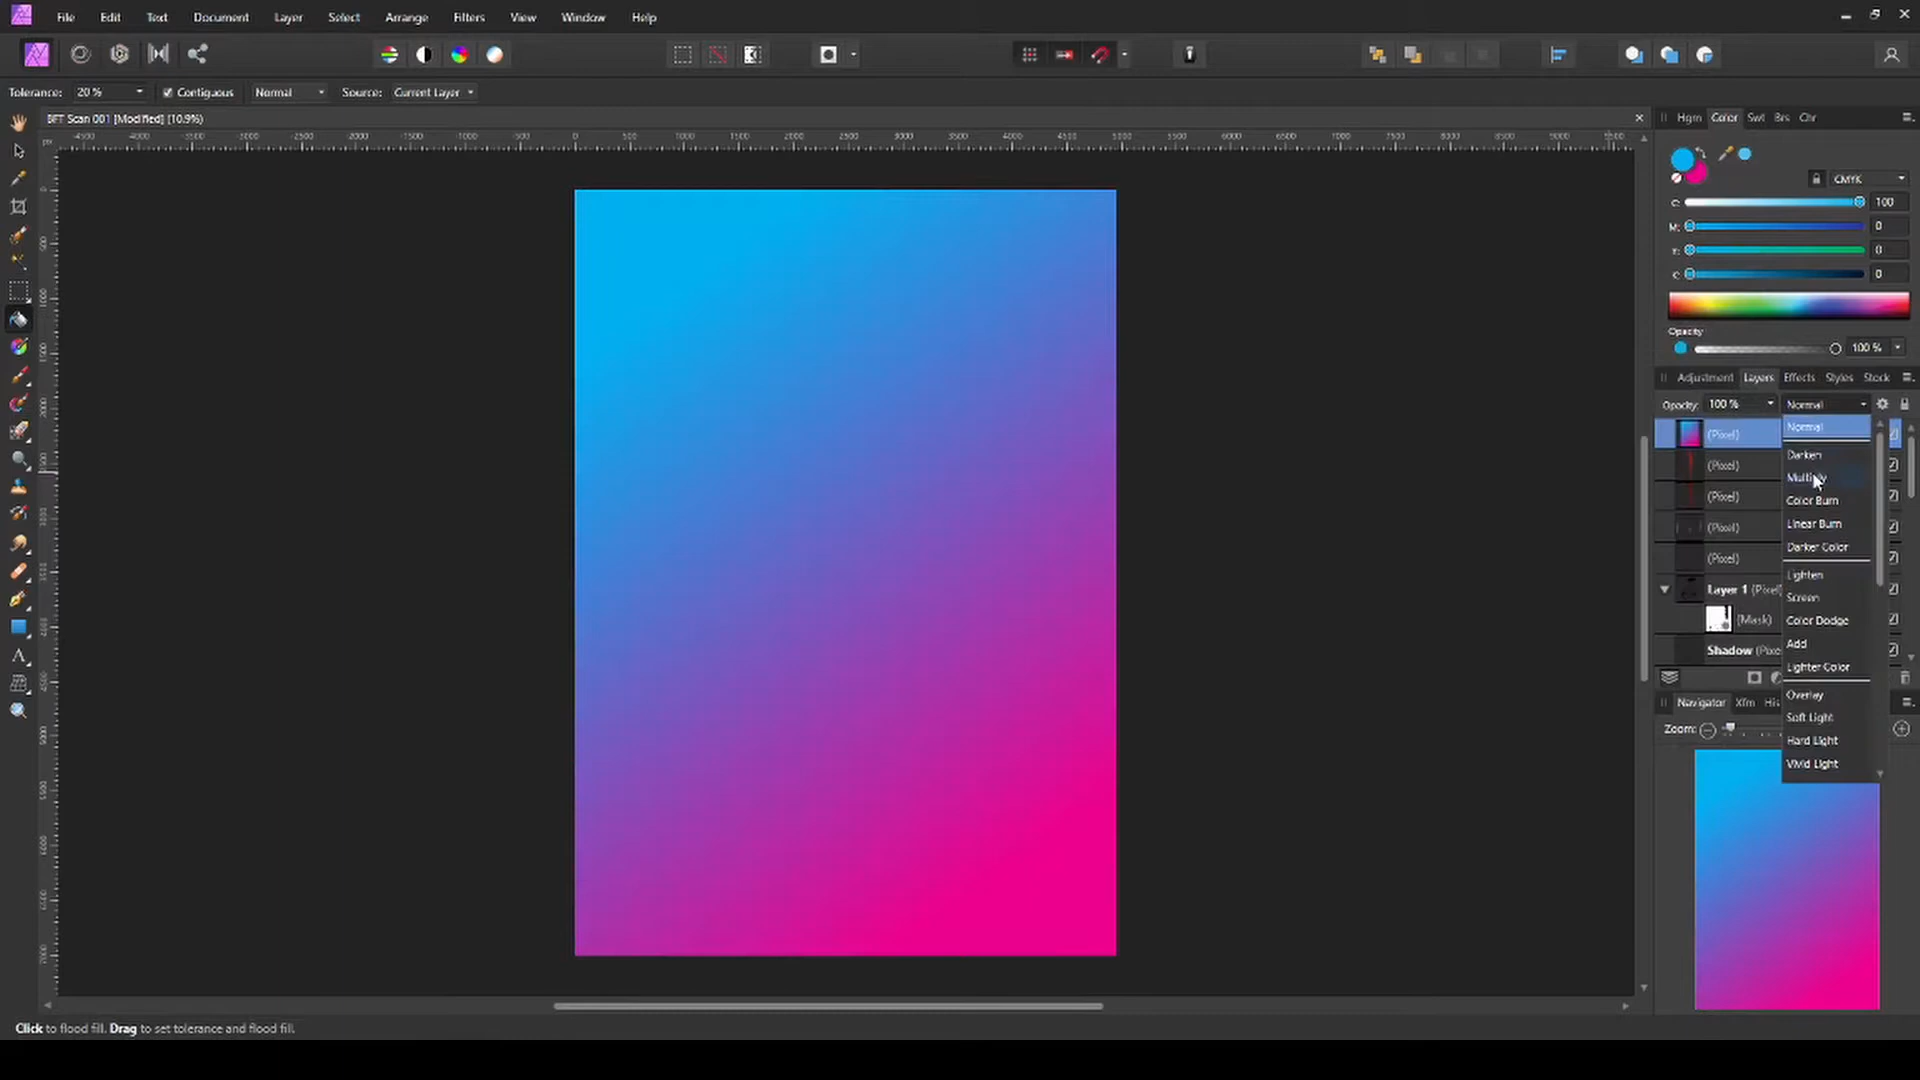 File Edit Text Document Layer Select Arrange Filters View Window Help
Tolerance: 20 % Contiguous Normal Source: Current Layer
BFT Scan 001 [Modified] (10.9%)
Hgm Color Swt Brs Chr
CMYK
C: 100
M: 0
Y: 0
K: 0
Opacity
100 %
Adjustment Layers Effects Styles Stock
Opacity: 100 % Normal
(Pixel) Normal
Darken
(Pixel)
Multiply
(Pixel) Color Burn
(Pixel) Linear Burn
(Pixel) Darker Color
Lighten
Layer 1 (Pixel) Screen
(Mask) Color Dodge
Shadow (Pixe Add
Lighter Color
Overlay
Navigator Xfm His Soft Light
Zoom: Hard Light
Vivid Light
Click to flood fill. Drag to set tolerance and flood fill.